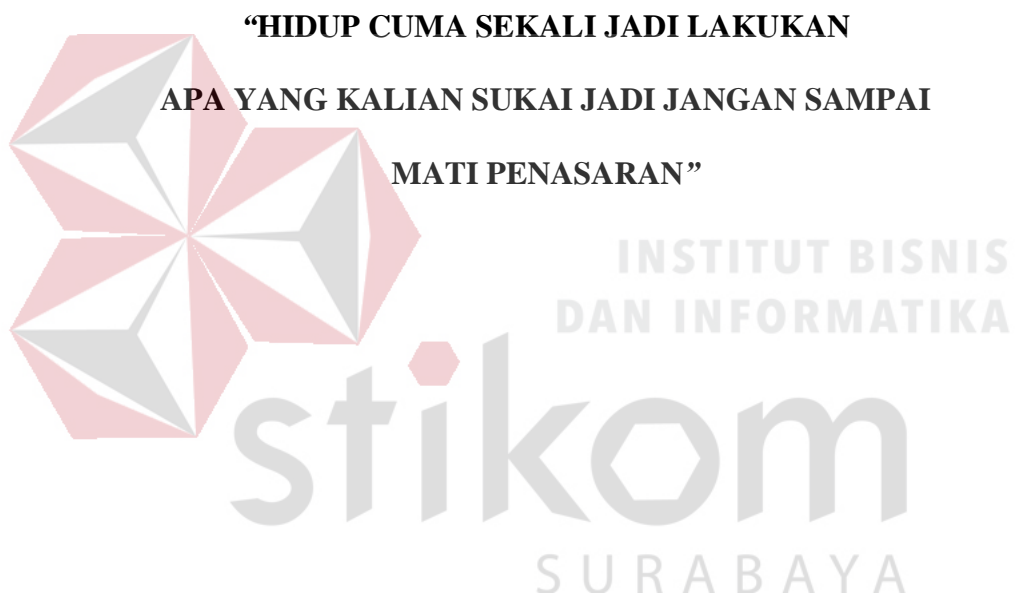 “HIDUP CUMA SEKALI JADI LAKUKAN
APA YANG KALIAN SUKAI JADI JANGAN SAMPAI
MATI PENASARAN”
INSTITUT BISNIS
DAN INFORMATIKA
stikom
SURABAYA